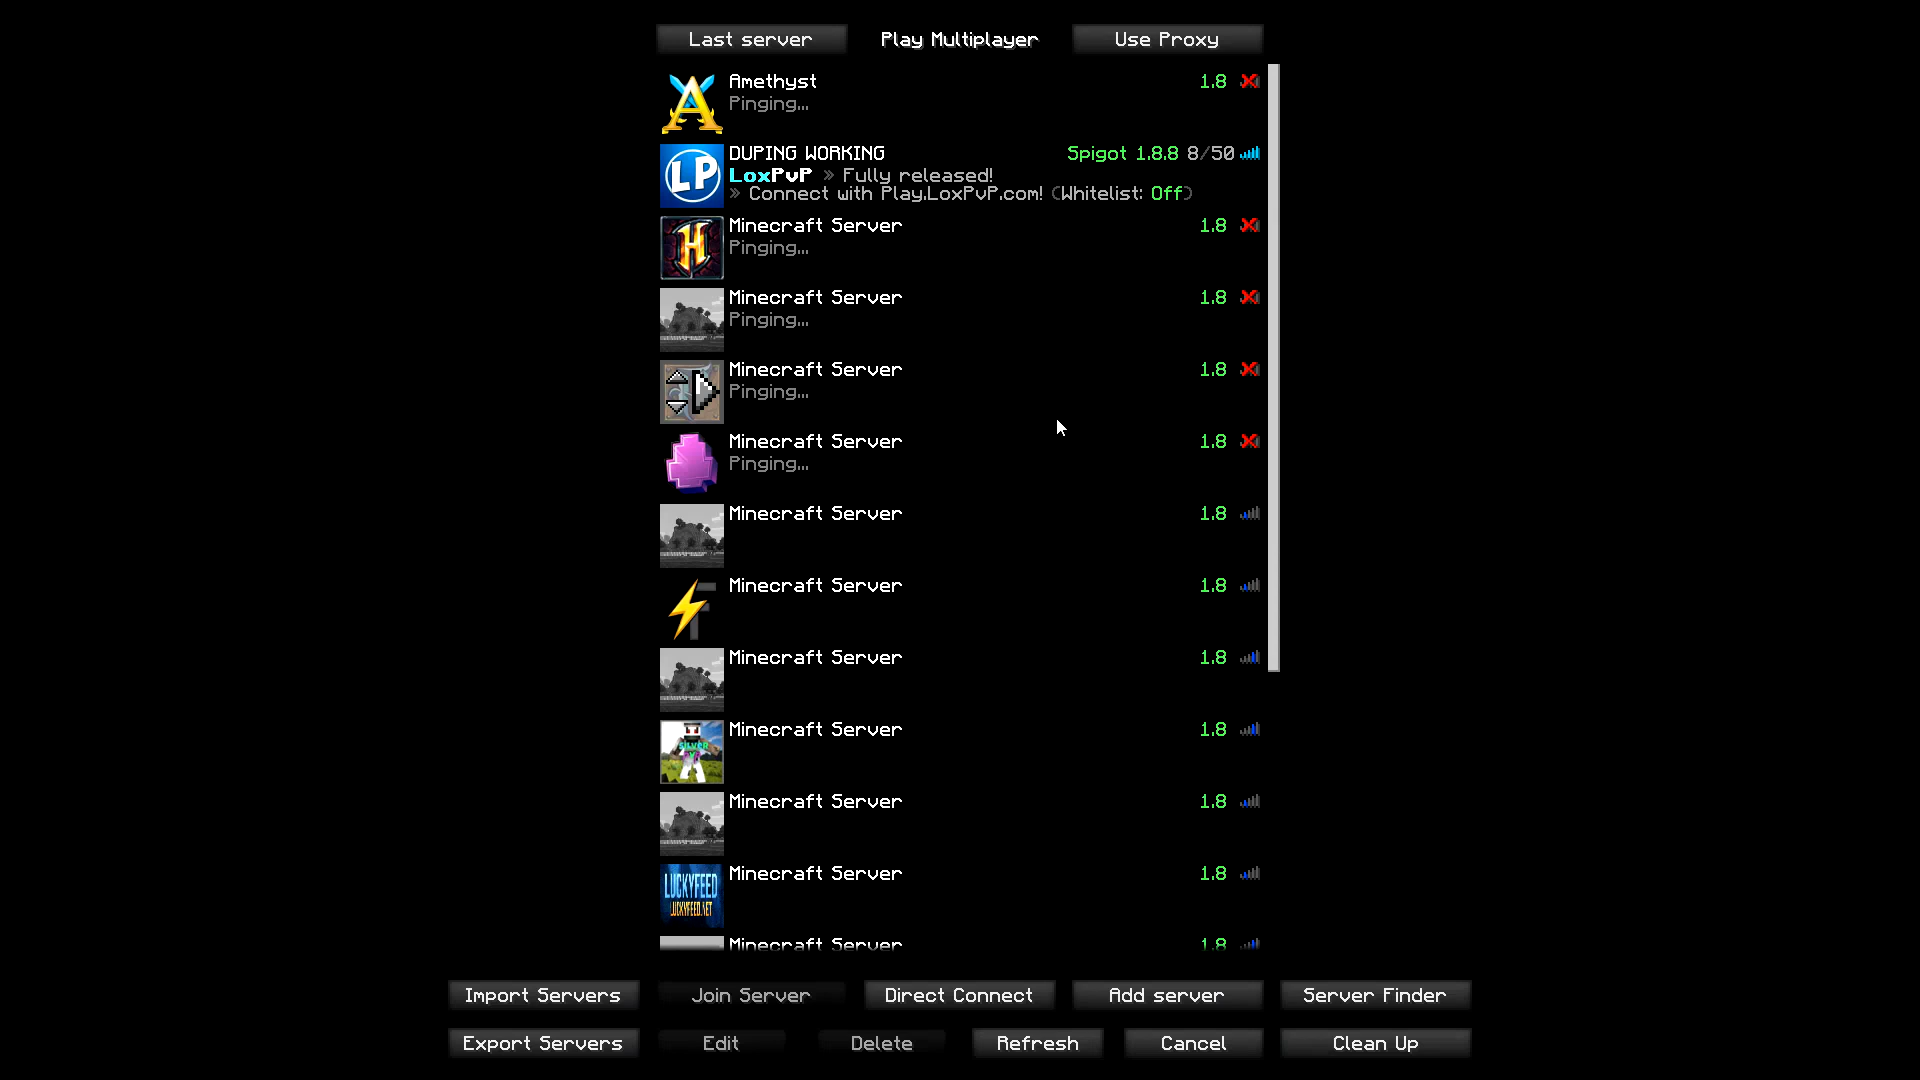 Last server
Play Multiplayer
Use Proxy
Amethyst
1.8
Pinging...
DUPING WORKING
Spigot 1.8.8 8/50
LoxPvP » Fully released!
» Connect with Play.LoxPvP.com! (Whitelist: Off)
Minecraft Server
1.8
Pinging...
Minecraft Server
1.8
Pinging...
Minecraft Server
1.8
Pinging...
Minecraft Server
1.8
Pinging...
Minecraft Server
1.8
Minecraft Server
1.8
Minecraft Server
1.8
Minecraft Server
1.8
SILVER
Minecraft Server
1.8
Minecraft Server
1.8
LUCKYFEED
LUCKYFEED.NET
Minecraft Server
1.8
Import Servers
Join Server
Direct Connect
Add server
Server Finder
Export Servers
Edit
Delete
Refresh
Cancel
Clean Up